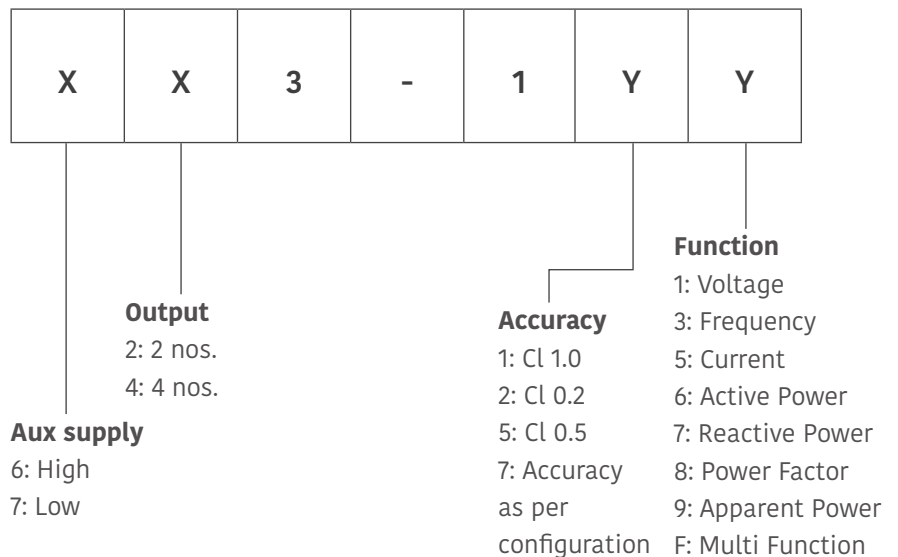 X X 3 - 1 Y Y
Aux supply
6: High
7: Low
Output
2: 2 nos.
4: 4 nos.
Accuracy
1: Cl 1.0
2: Cl 0.2
5: Cl 0.5
7: Accuracy
as per
configuration
Function
1: Voltage
3: Frequency
5: Current
6: Active Power
7: Reactive Power
8: Power Factor
9: Apparent Power
F: Multi Function